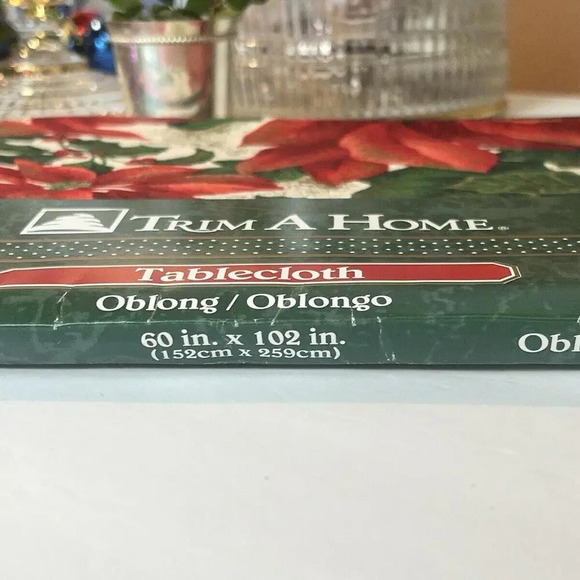 TRIM A HOME®
Tablecloth
Oblong / Oblongo
60 in. x 102 in.
(152cm x 259cm)
Obl